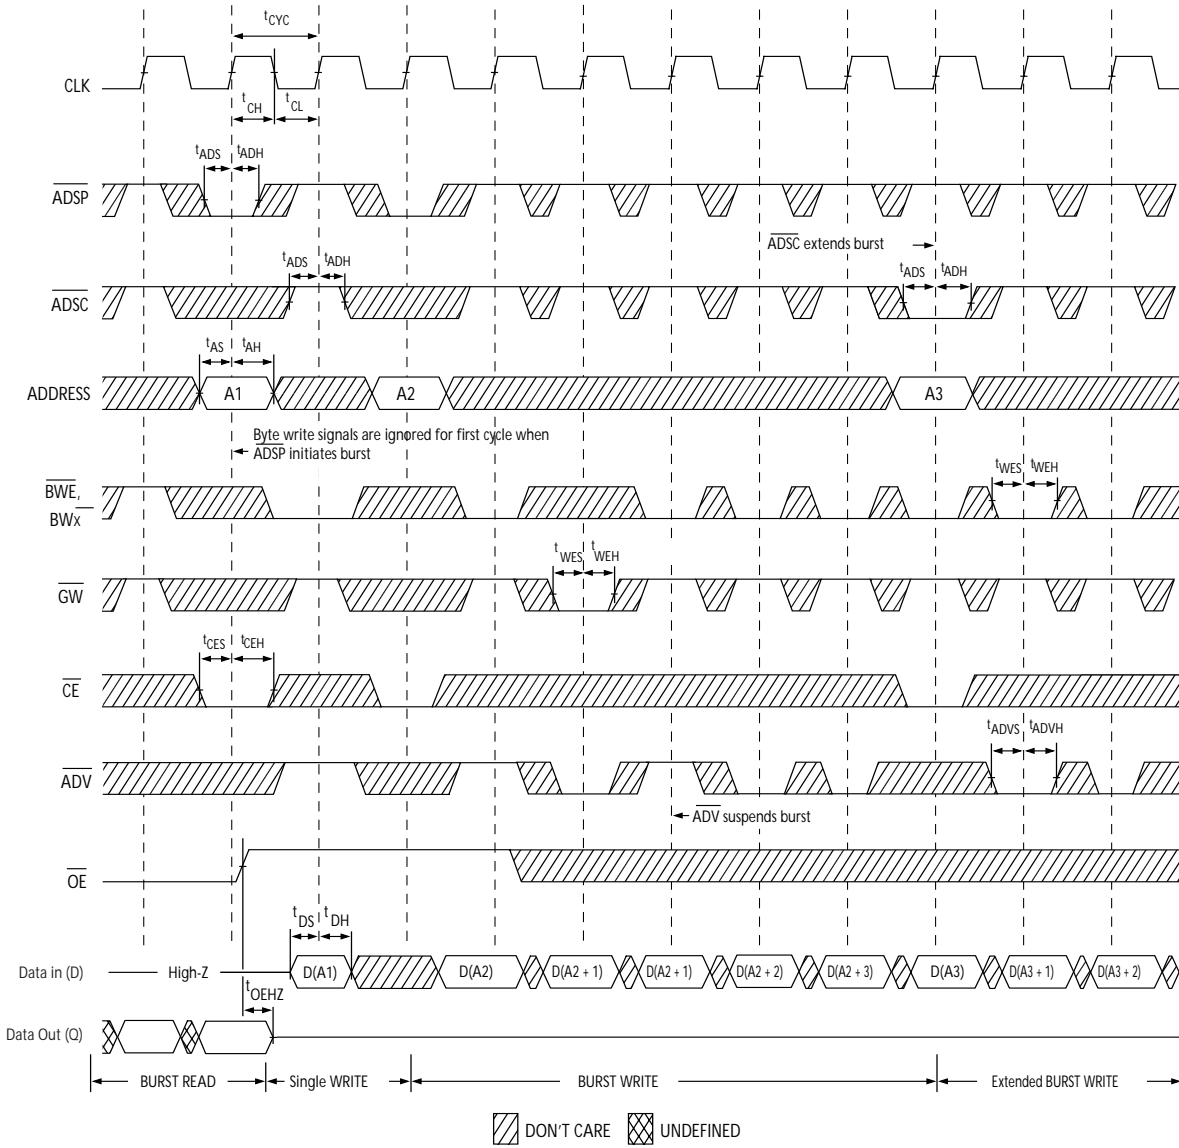 tCYC
CLK
tCH tCL
tADS tADH
ADSP
ADSC extends burst
tADS tADH tADS tADH
ADSC
tAS tAH
ADDRESS A1 A2 A3
Byte write signals are ignored for first cycle when
ADSP initiates burst
tWES tWEH
BWE,
BWx
tWES tWEH
GW
tCES tCEH
CE
tADVS tADVH
ADV
ADV suspends burst
OE
tDS tDH
Data in (D) High-Z D(A1) D(A2) D(A2 + 1) D(A2 + 1) D(A2 + 2) D(A2 + 3) D(A3) D(A3 + 1) D(A3 + 2)
tOEHZ
Data Out (Q)
BURST READ Single WRITE BURST WRITE Extended BURST WRITE
DON'T CARE UNDEFINED